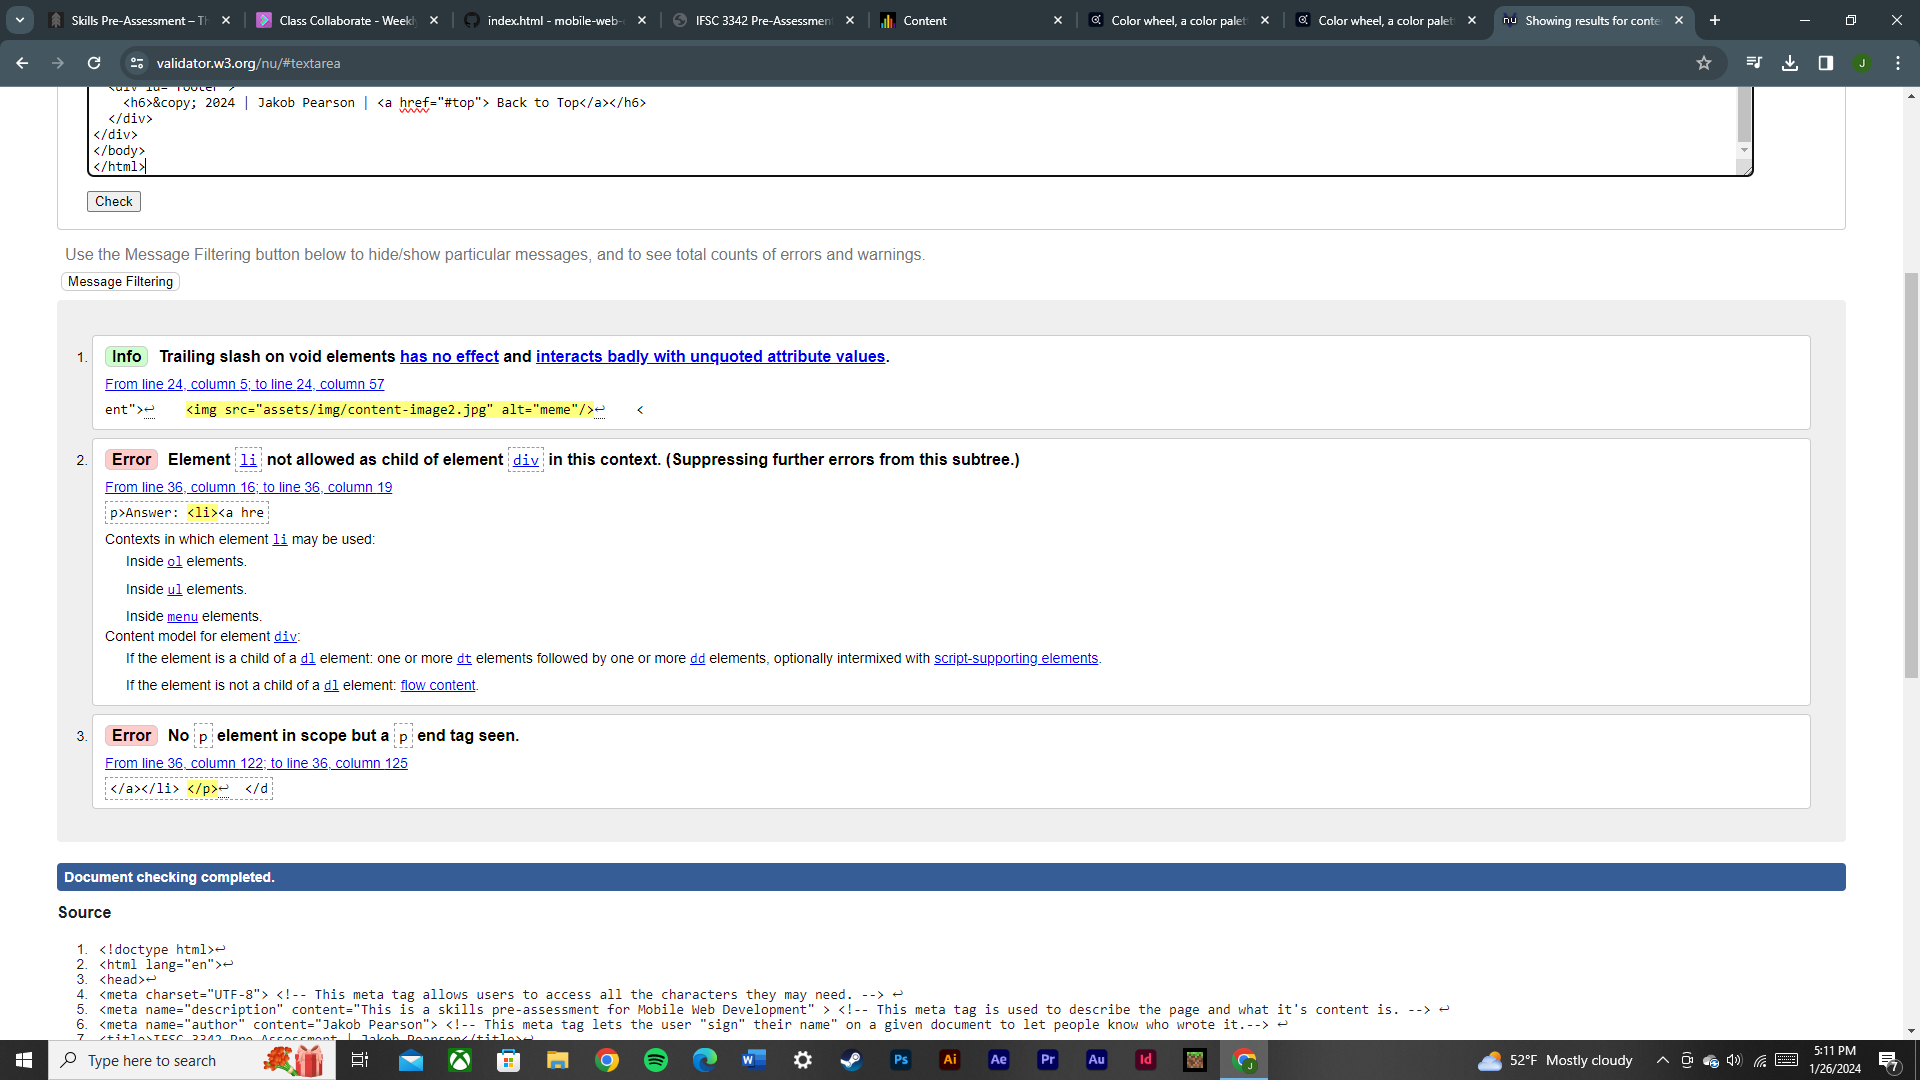 Skills Pre-Assessment – Th
Class Collaborate - Weekly
index.html - mobile-web-
IFSC 3342 Pre-Assessment
Content
Color wheel, a color palet
Color wheel, a color palet
nu Showing results for conte
validator.w3.org/nu/#textarea
J
<div id="footer">
<h6>&copy; 2024 | Jakob Pearson | <a href="#top"> Back to Top</a></h6>
</div>
</div>
</body>
</html>
Check
Use the Message Filtering button below to hide/show particular messages, and to see total counts of errors and warnings.
Message Filtering
1. Info Trailing slash on void elements has no effect and interacts badly with unquoted attribute values.
From line 24, column 5; to line 24, column 57
ent">↩ <img src="assets/img/content-image2.jpg" alt="meme"/>↩ <
2. Error Element li not allowed as child of element div in this context. (Suppressing further errors from this subtree.)
From line 36, column 16; to line 36, column 19
p>Answer: <li><a hre
Contexts in which element li may be used:
Inside ol elements.
Inside ul elements.
Inside menu elements.
Content model for element div:
If the element is a child of a dl element: one or more dt elements followed by one or more dd elements, optionally intermixed with script-supporting elements.
If the element is not a child of a dl element: flow content.
3. Error No p element in scope but a p end tag seen.
From line 36, column 122; to line 36, column 125
</a></li> </p>↩ </d
Document checking completed.
Source
1. <!doctype html>↩
2. <html lang="en">↩
3. <head>↩
4. <meta charset="UTF-8"> <!-- This meta tag allows users to access all the characters they may need. --> ↩
5. <meta name="description" content="This is a skills pre-assessment for Mobile Web Development" > <!-- This meta tag is used to describe the page and what it's content is. --> ↩
6. <meta name="author" content="Jakob Pearson"> <!-- This meta tag lets the user "sign" their name" on a given document to let people know who wrote it.--> ↩
7. <title>IFSC 3342 Pre-Assessment | Jakob Pearson</title>↩
Type here to search
W
Ps
Ai
Ae
Pr
Au
Id
J
52°F Mostly cloudy
5:11 PM
1/26/2024
7